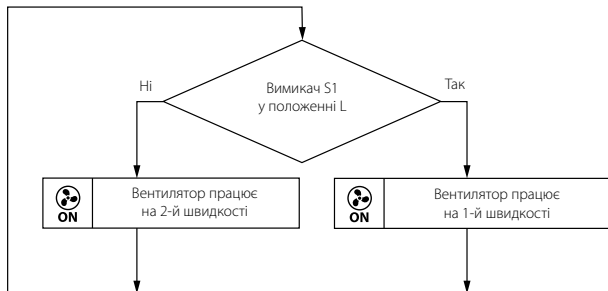 Вимикач S1
у положенні L
Ні
Так
ON
Вентилятор працює
на 2-й швидкості
ON
Вентилятор працює
на 1-й швидкості